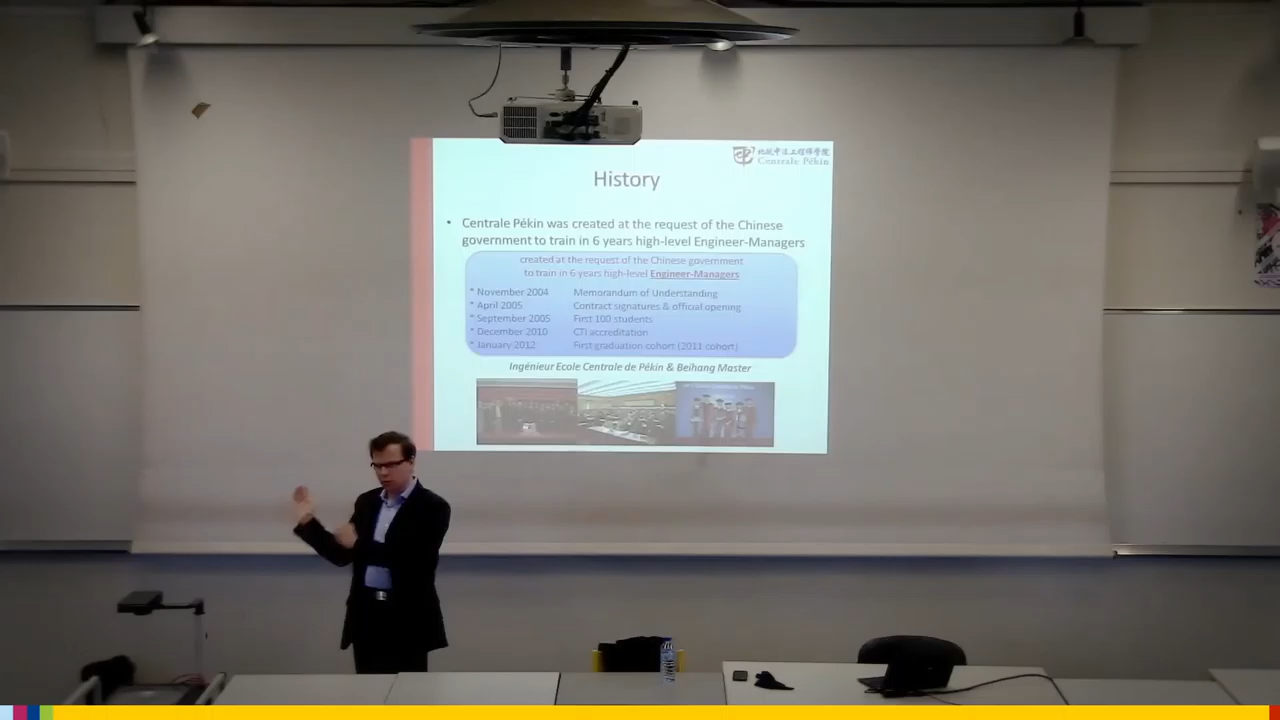 北航中法工程师学院
Centrale Pékin
History
• Centrale Pékin was created at the request of the Chinese
government to train in 6 years high-level Engineer-Managers
created at the request of the Chinese government
to train in 6 years high-level Engineer-Managers
* November 2004 Memorandum of Understanding
* April 2005 Contract signatures & official opening
* September 2005 First 100 students
* December 2010 CTI accreditation
* January 2012 First graduation cohort (2011 cohort)
Ingénieur Ecole Centrale de Pékin & Beihang Master